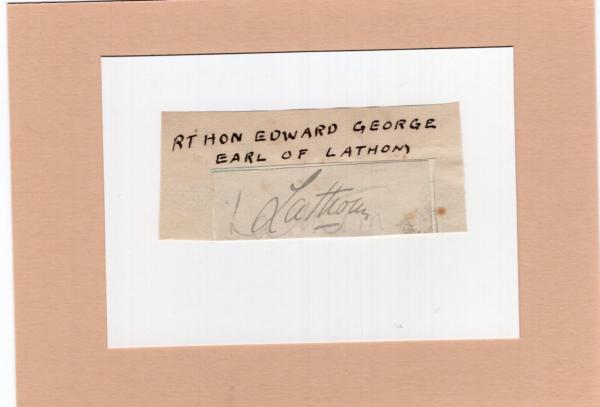 RT HON EDWARD GEORGE
EARL OF LATHOM
Lathom